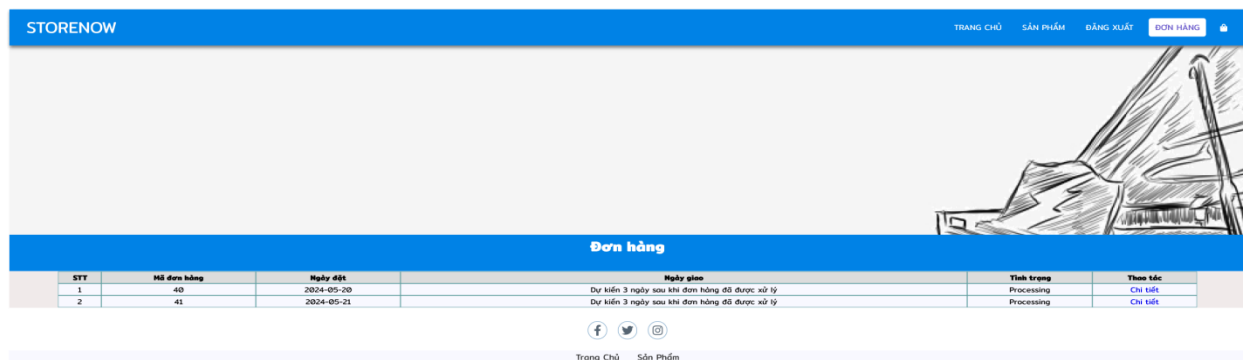 STORENOW TRANG CHỦ SẢN PHẨM ĐĂNG XUẤT ĐƠN HÀNG
Đơn hàng
STT Mã đơn hàng Ngày đặt Ngày giao Tình trạng Thao tác
1 40 2024-05-20 Dự kiến 3 ngày sau khi đơn hàng đã được xử lý Processing Chi tiết
2 41 2024-05-21 Dự kiến 3 ngày sau khi đơn hàng đã được xử lý Processing Chi tiết
Trang Chủ Sản Phẩm